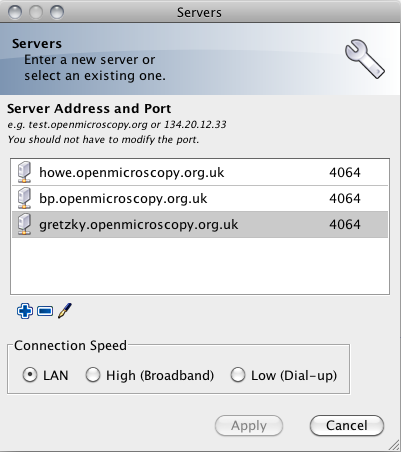 Servers
Servers
Enter a new server or
select an existing one.
Server Address and Port
e.g. test.openmicroscopy.org or 134.20.12.33
You should not have to modify the port.
howe.openmicroscopy.org.uk 4064
bp.openmicroscopy.org.uk 4064
gretzky.openmicroscopy.org.uk 4064
Connection Speed
LAN High (Broadband) Low (Dial-up)
Apply Cancel